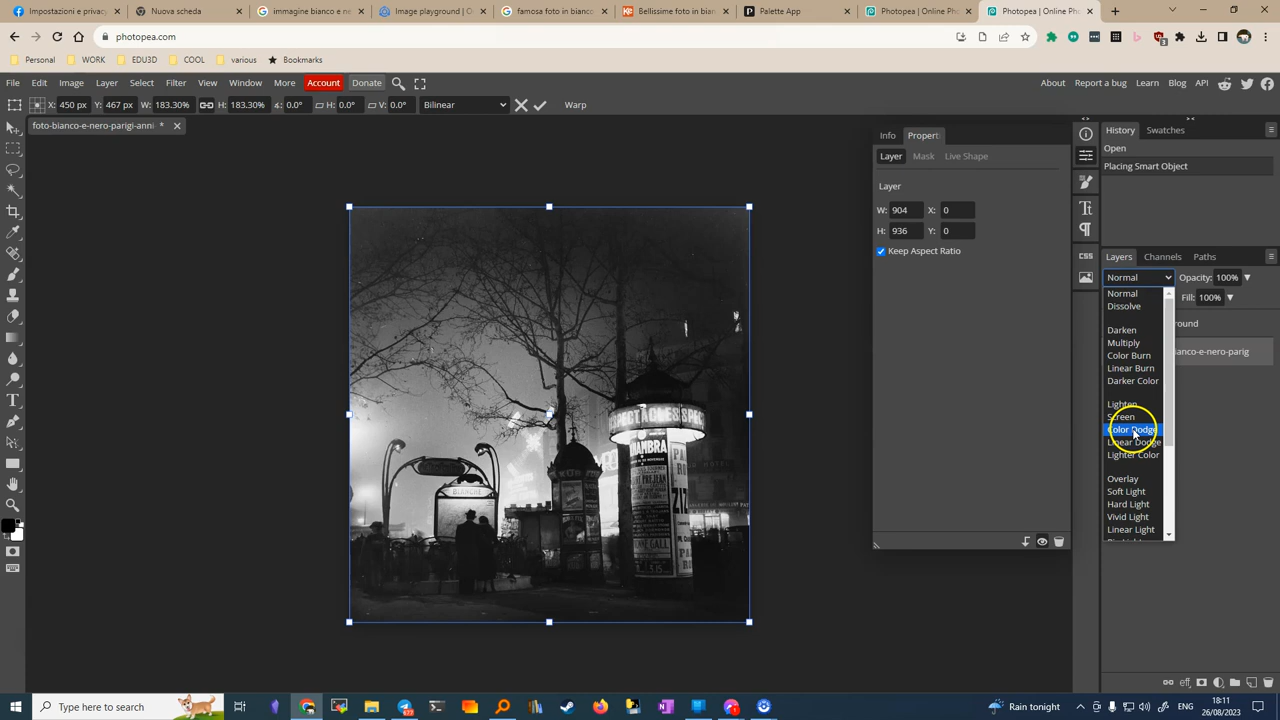 Impostazioni e privacy
Nuova scheda
immagine bianco e ne
Image playground | O
famosa foto in bianco
Bellissime foto in bian
Palette App
Photopea | Online Ph
Photopea | Online Pho
photopea.com
Personal
WORK
EDU3D
COOL
various
Bookmarks
File
Edit
Image
Layer
Select
Filter
View
Window
More
Account
Donate
About
Report a bug
Learn
Blog
API
X: 450 px
Y: 467 px
W: 183.30%
H: 183.30%
0.0°
H: 0.0°
V: 0.0°
Bilinear
Warp
foto-bianco-e-nero-parigi-anni *
Info
Propert
Layer
Mask
Live Shape
Layer
W: 904
X: 0
H: 936
Y: 0
Keep Aspect Ratio
CSS
History
Swatches
Open
Placing Smart Object
Layers
Channels
Paths
Normal
Opacity: 100%
Fill: 100%
ground
ianco-e-nero-parig
Normal
Dissolve
Darken
Multiply
Color Burn
Linear Burn
Darker Color
Lighten
Screen
Color Dodge
Linear Dodge
Lighter Color
Overlay
Soft Light
Hard Light
Vivid Light
Linear Light
BLANCHE
Type here to search
Rain tonight
18:11
26/08/2023